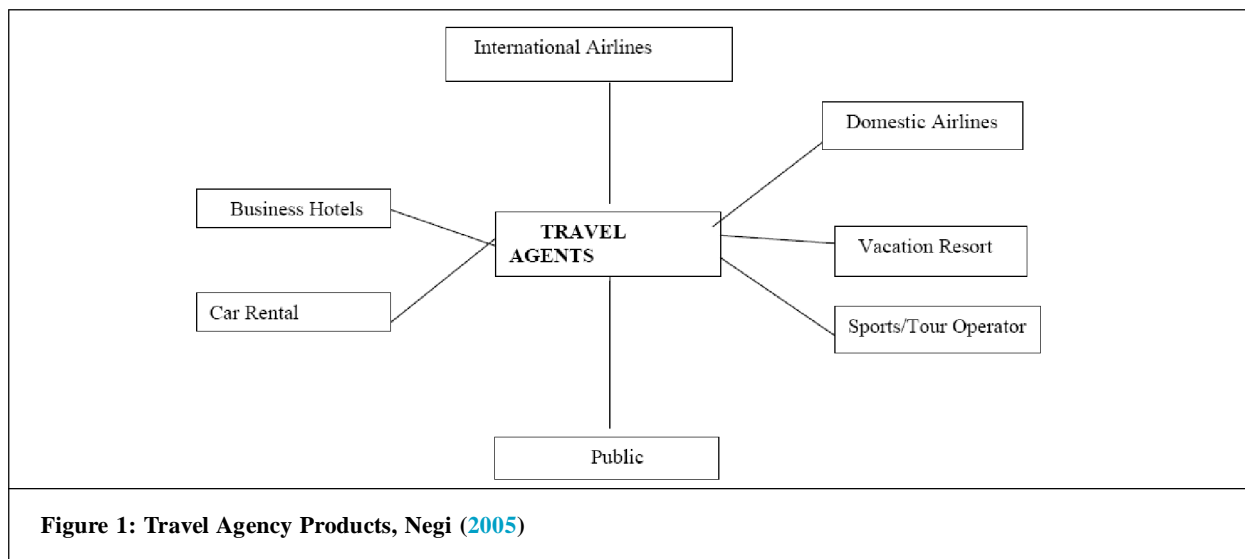 International Airlines
Domestic Airlines
Business Hotels
TRAVEL
AGENTS
Vacation Resort
Car Rental
Sports/Tour Operator
Public
Figure 1: Travel Agency Products, Negi (2005)